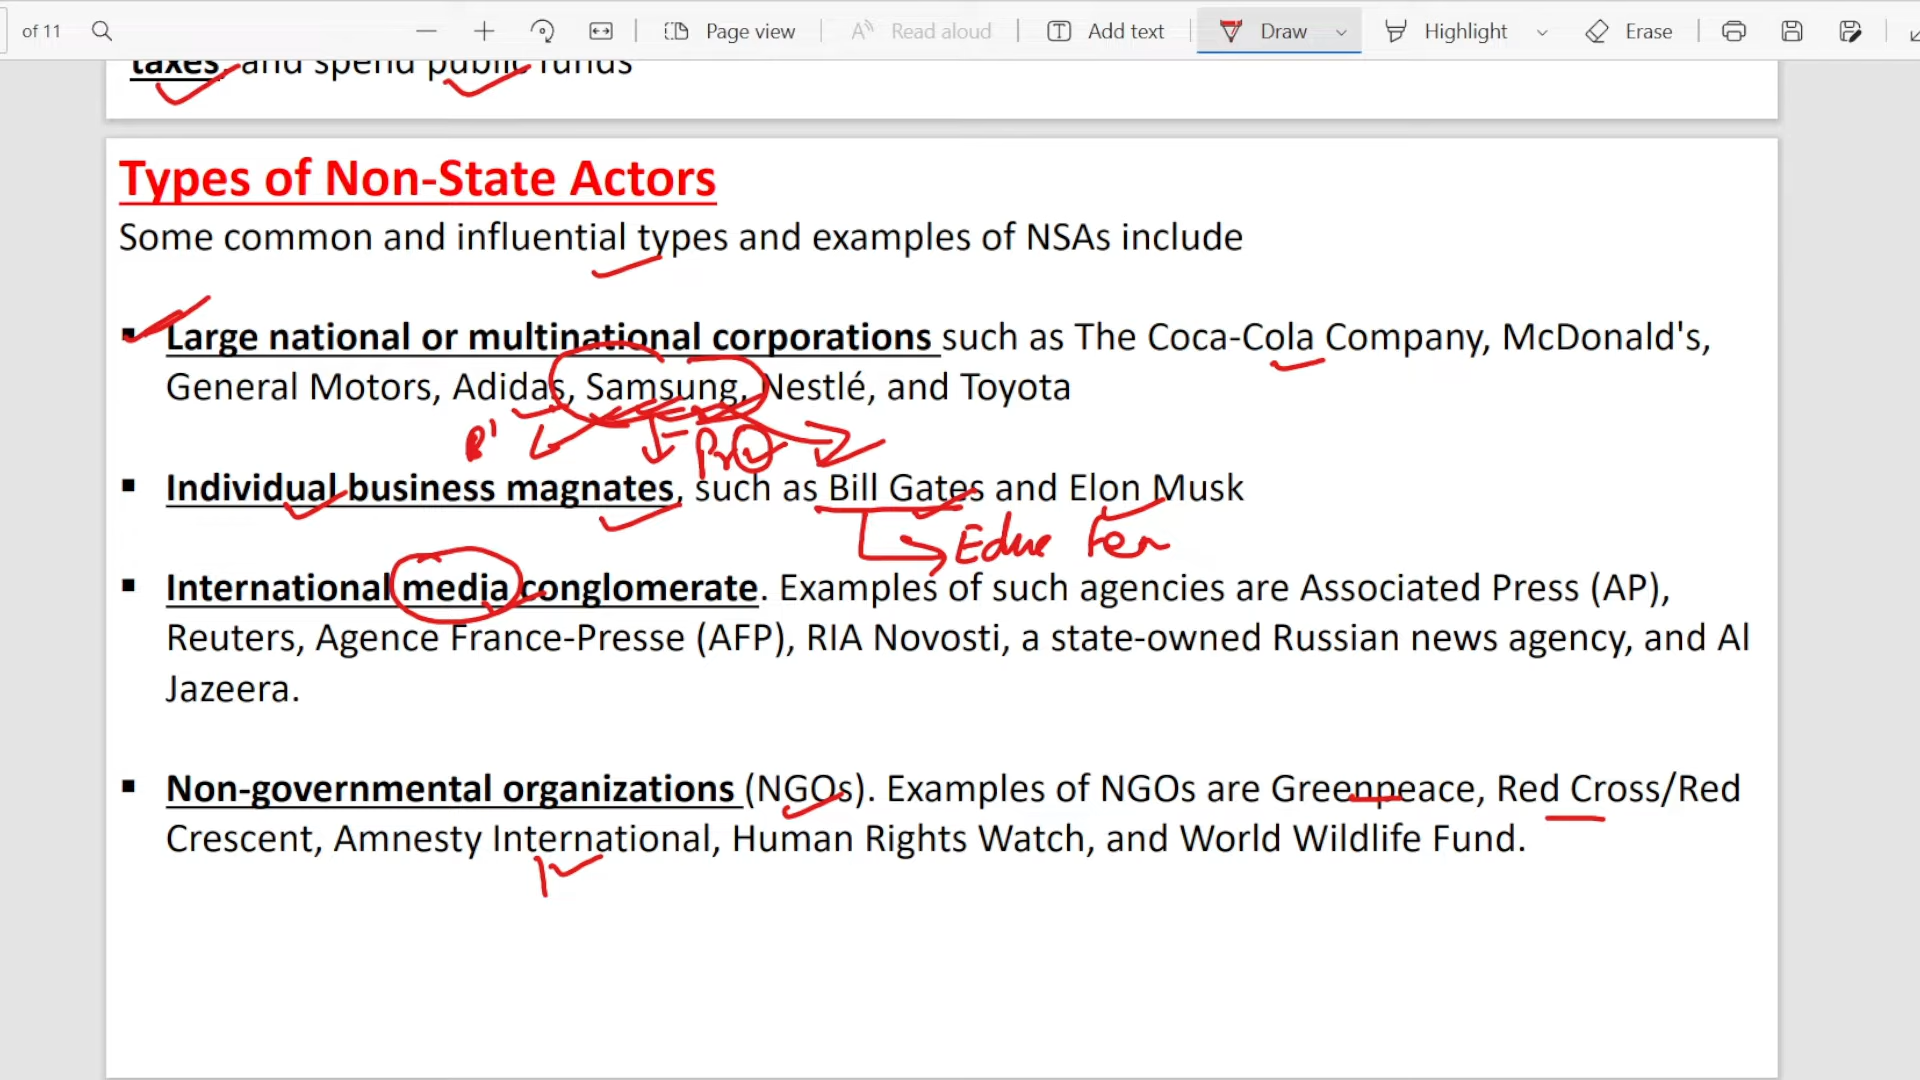 of 11 Page view Read aloud Add text Draw Highlight Erase
taxes, and spend public funds
Types of Non-State Actors
Some common and influential types and examples of NSAs include
▪ Large national or multinational corporations such as The Coca-Cola Company, McDonald's,
General Motors, Adidas, Samsung, Nestlé, and Toyota
▪ Individual business magnates, such as Bill Gates and Elon Musk
▪ International media conglomerate. Examples of such agencies are Associated Press (AP),
Reuters, Agence France-Presse (AFP), RIA Novosti, a state-owned Russian news agency, and Al
Jazeera.
▪ Non-governmental organizations (NGOs). Examples of NGOs are Greenpeace, Red Cross/Red
Crescent, Amnesty International, Human Rights Watch, and World Wildlife Fund.